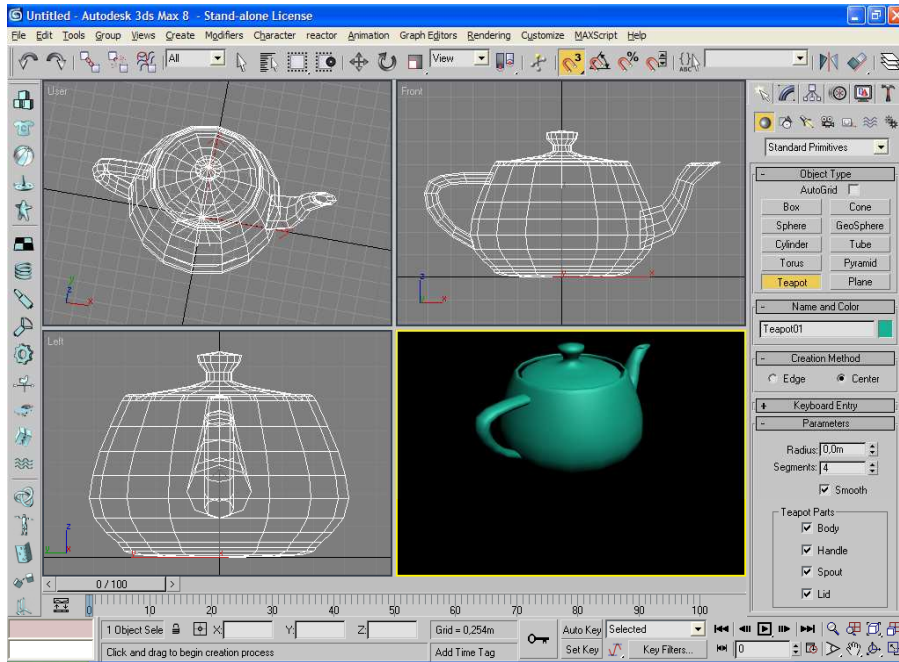 Untitled - Autodesk 3ds Max 8 - Stand-alone License
File Edit Tools Group Views Create Modifiers Character reactor Animation Graph Editors Rendering Customize MAXScript Help
All
View
3
%
ABC
User
Front
Standard Primitives
- Object Type
AutoGrid
Box Cone
Sphere GeoSphere
Cylinder Tube
Torus Pyramid
Teapot Plane
- Name and Color
Teapot01
- Creation Method
Edge Center
+ Keyboard Entry
- Parameters
Radius: 0,0m
Segments: 4
Smooth
Teapot Parts
Body
Handle
Spout
Lid
y z x
z y x
Left
z y x
0 / 100
0 10 20 30 40 50 60 70 80 90 100
1 Object Sele X: Y: Z: Grid = 0,254m Auto Key Selected
Click and drag to begin creation process Add Time Tag Set Key Key Filters... 0